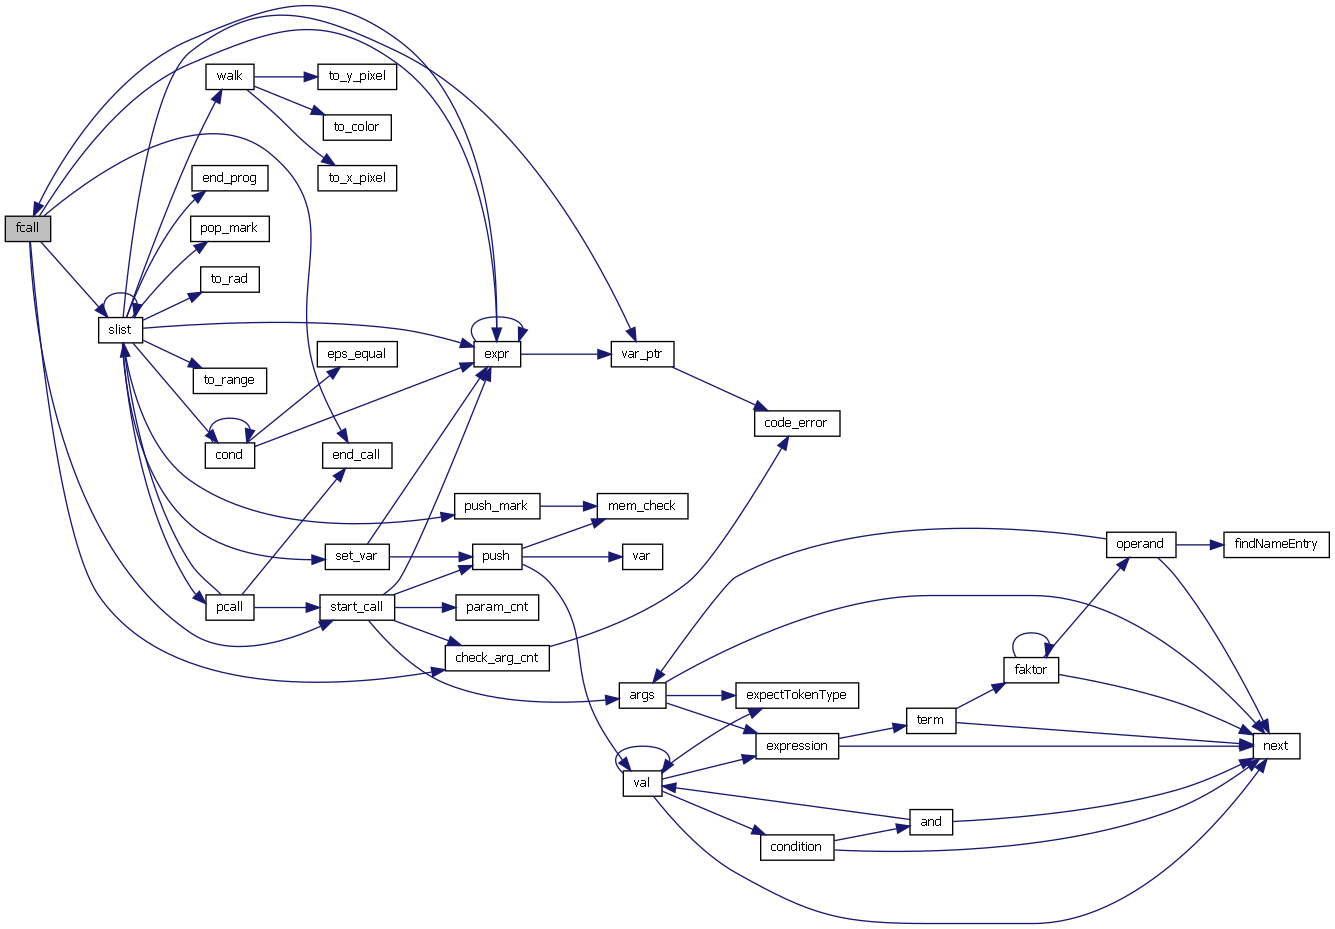 walk
to_y_pixel
to_color
end_prog
to_x_pixel
fcall
pop_mark
to_rad
slist
eps_equal
expr
var_ptr
to_range
code_error
cond
end_call
push_mark
mem_check
operand
findNameEntry
set_var
push
var
pcall
start_call
param_cnt
check_arg_cnt
faktor
args
expectTokenType
term
expression
next
val
and
condition